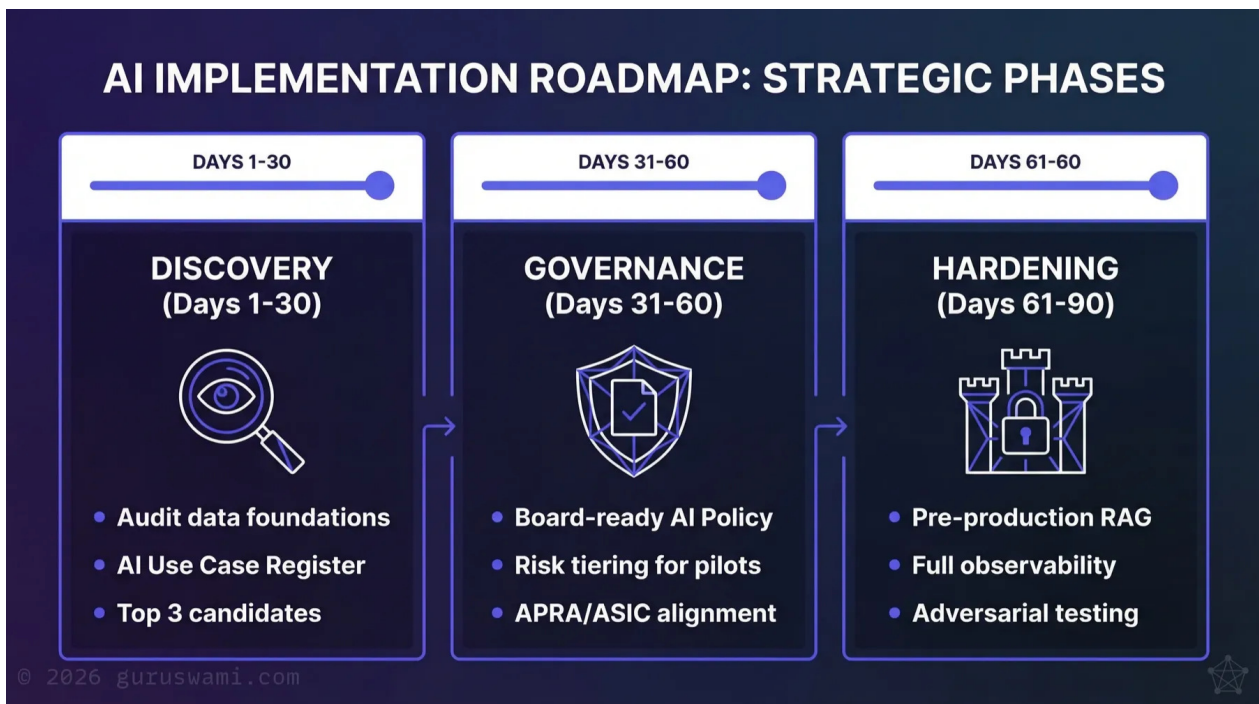 AI IMPLEMENTATION ROADMAP: STRATEGIC PHASES
DAYS 1-30
DISCOVERY
(Days 1-30)
Audit data foundations
AI Use Case Register
Top 3 candidates
DAYS 31-60
GOVERNANCE
(Days 31-60)
Board-ready AI Policy
Risk tiering for pilots
APRA/ASIC alignment
DAYS 61-60
HARDENING
(Days 61-90)
Pre-production RAG
Full observability
Adversarial testing
© 2026 guruswami.com